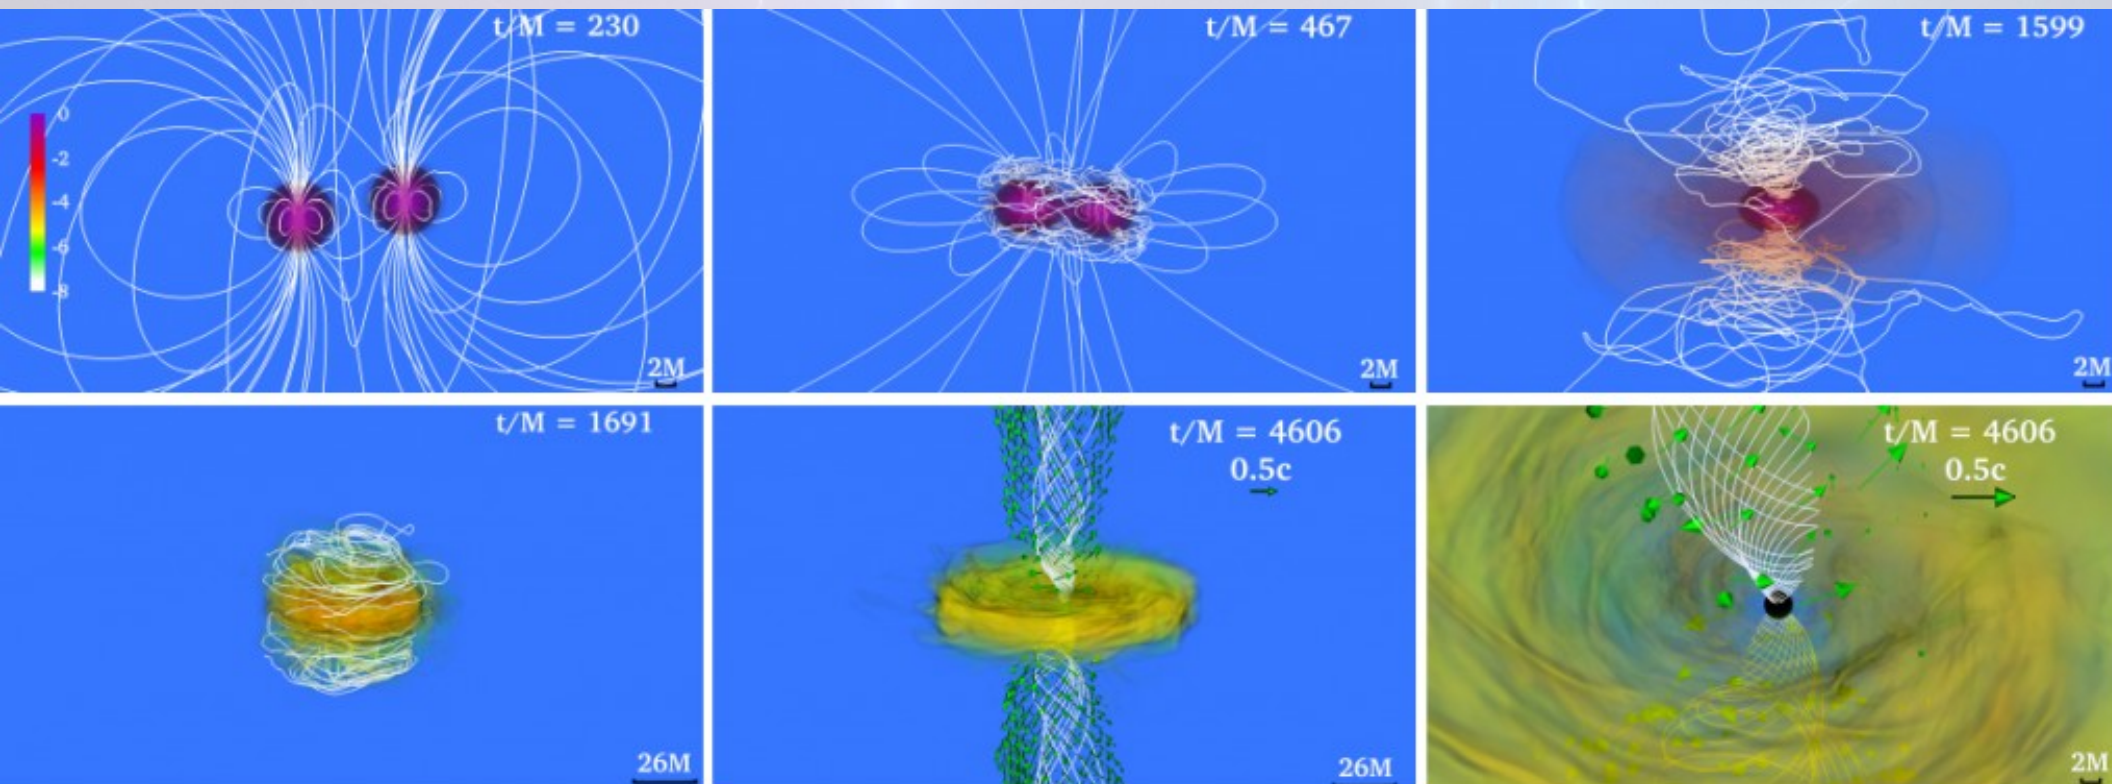 t/M = 230
0
-2
-4
-6
-8
2M
t/M = 467
2M
t/M = 1599
2M
t/M = 1691
26M
t/M = 4606
0.5c
26M
t/M = 4606
0.5c
2M